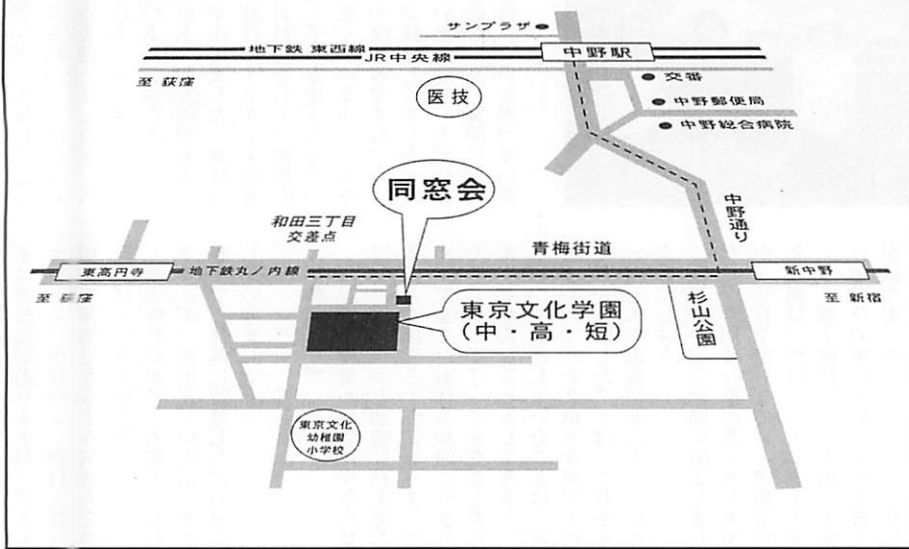 サンプラザ
中野駅
地下鉄 東西線
JR中央線
至 荻窪
交番
医技
中野郵便局
中野総合病院
同窓会
中野通り
和田三丁目
交差点
青梅街道
東高円寺
地下鉄丸ノ内線
新中野
至 荻窪
至 新宿
杉山公園
東京文化学園
(中・高・短)
東京文化
幼稚園
小学校